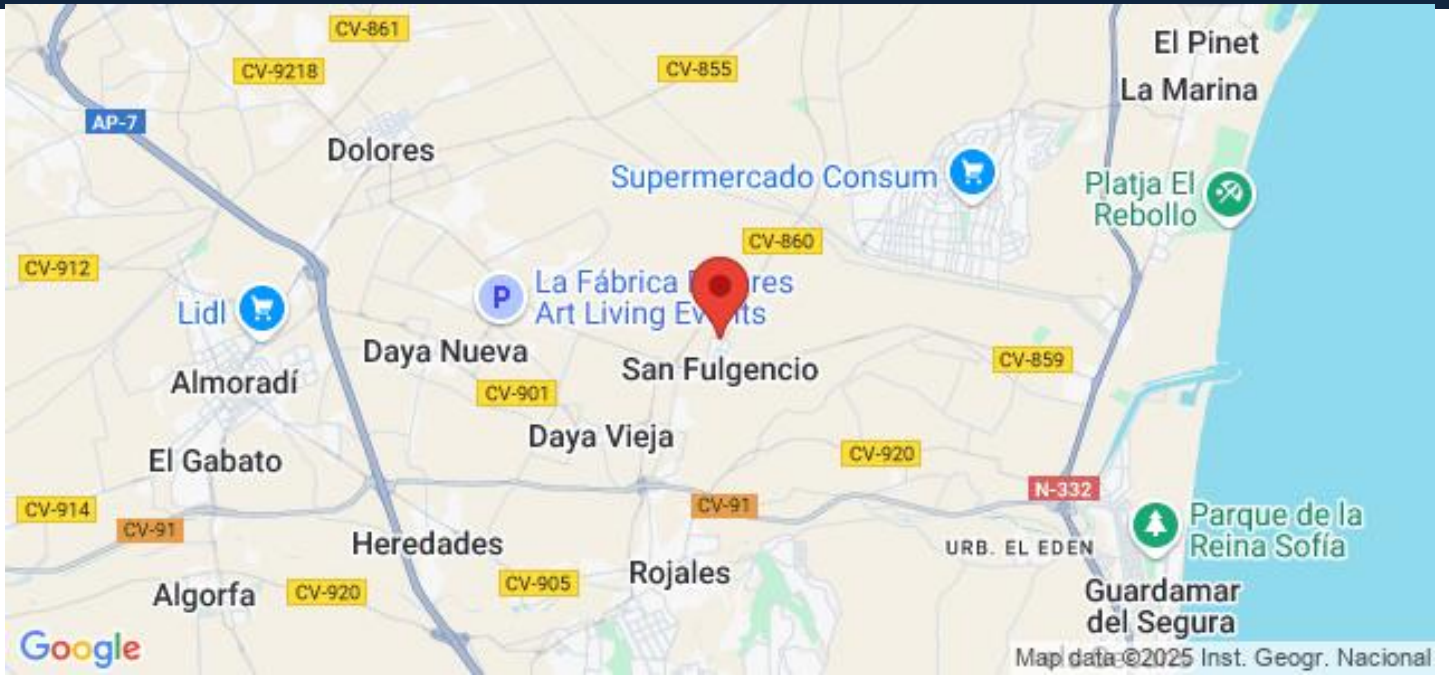 CV-861
El Pinet
CV-9218
CV-855
La Marina
AP-7
Dolores
Supermercado Consum
Platja El
Rebollo
CV-860
CV-912
La Fábrica
Art Living
P
Lidl
Daya Nueva
San Fulgencio
CV-859
Almoradí
CV-901
Daya Vieja
El Gabato
CV-920
N-332
CV-914
CV-91
CV-91
Parque de la
Reina Sofía
Heredades
URB. EL EDEN
Rojales
CV-905
Algorfa
CV-920
Guardamar
del Segura
Google
Map data ©2025 Inst. Geogr. Nacional